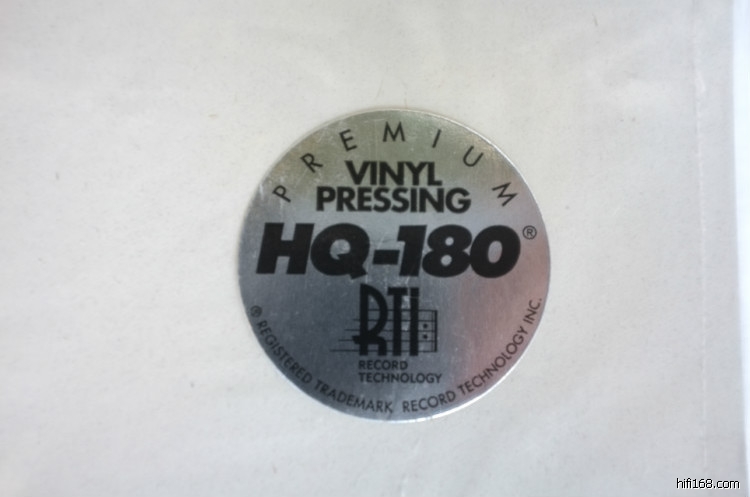 PREMIUM
VINYL
PRESSING
HQ-180®
RTI
RECORD
TECHNOLOGY
® REGISTERED TRADEMARK RECORD TECHNOLOGY INC.
hifi168.com